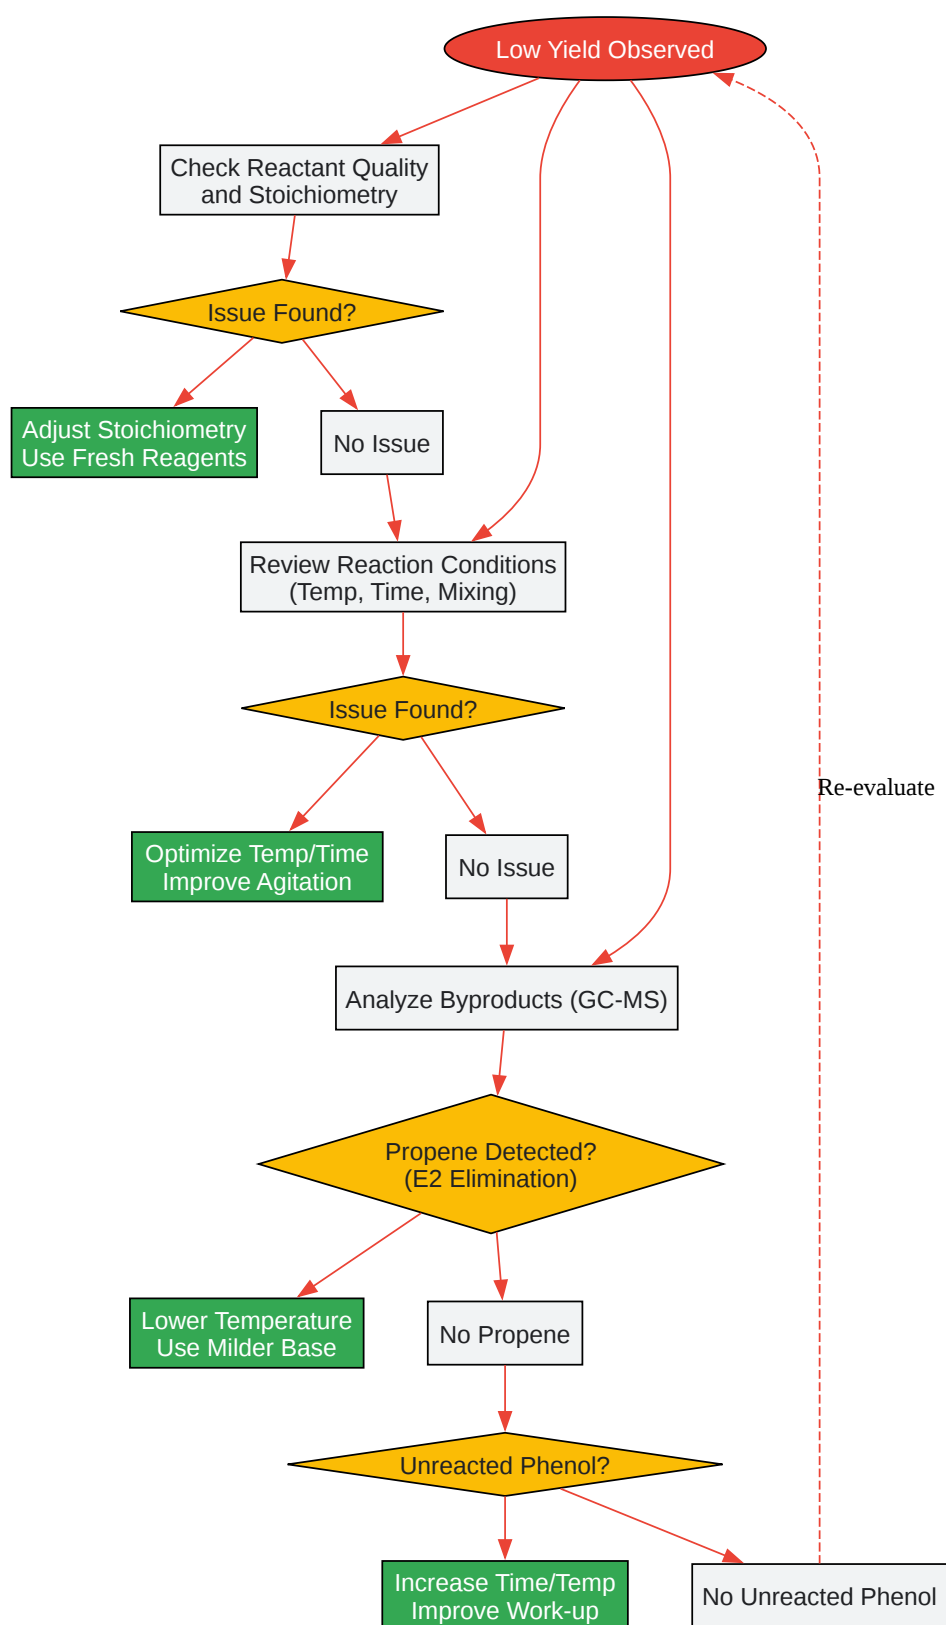 Low Yield Observed
Check Reactant Quality
and Stoichiometry
Issue Found?
Adjust Stoichiometry
Use Fresh Reagents
No Issue
Review Reaction Conditions
(Temp, Time, Mixing)
Issue Found?
Re-evaluate
Optimize Temp/Time
Improve Agitation
No Issue
Analyze Byproducts (GC-MS)
Propene Detected?
(E2 Elimination)
Lower Temperature
Use Milder Base
No Propene
Unreacted Phenol?
Increase Time/Temp
Improve Work-up
No Unreacted Phenol